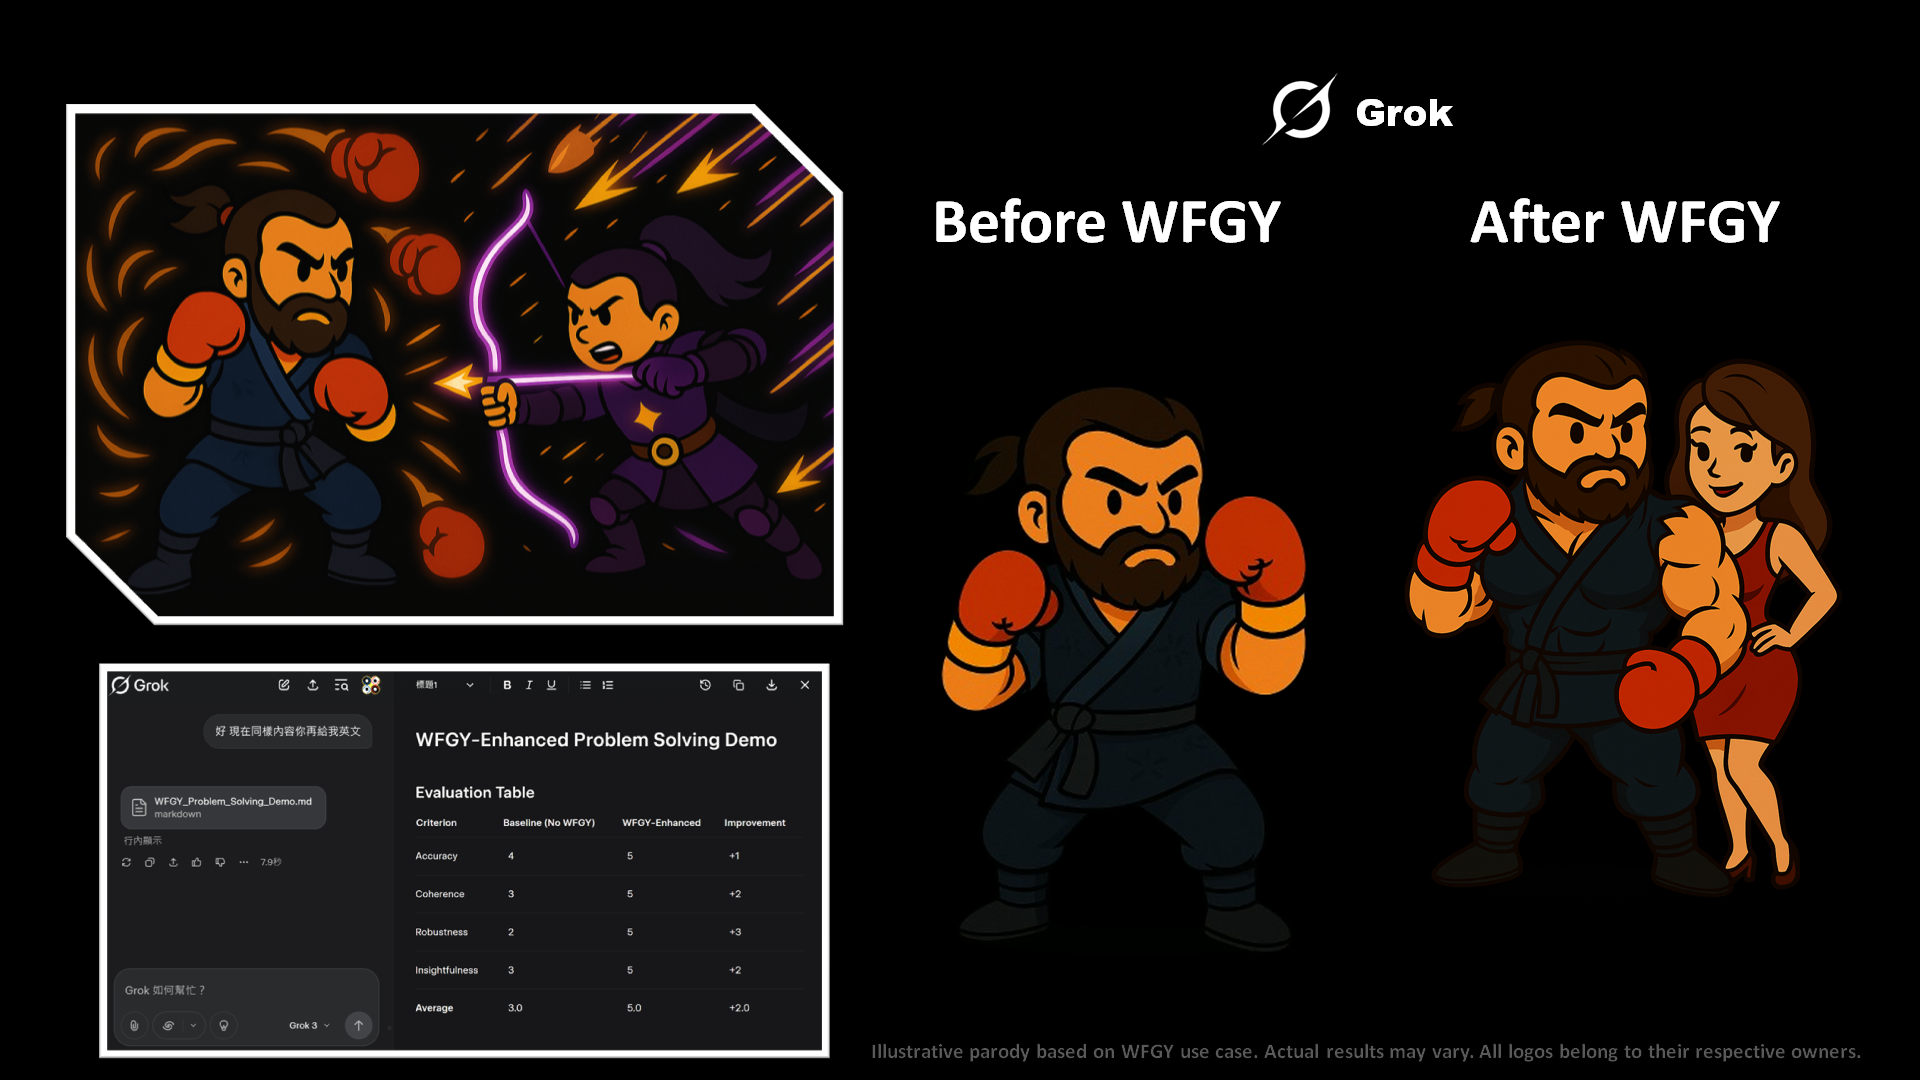 Grok
Before WFGY
After WFGY
Grok
好 現在同樣內容你再給我英文
WFGY_Problem_Solving_Demo.md
markdown
行內顯示
7.9秒
Grok 如何幫忙？
Grok 3
標題1
B I U
WFGY-Enhanced Problem Solving Demo
Evaluation Table
Criterion Baseline (No WFGY) WFGY-Enhanced Improvement
Accuracy 4 5 +1
Coherence 3 5 +2
Robustness 2 5 +3
Insightfulness 3 5 +2
Average 3.0 5.0 +2.0
Illustrative parody based on WFGY use case. Actual results may vary. All logos belong to their respective owners.